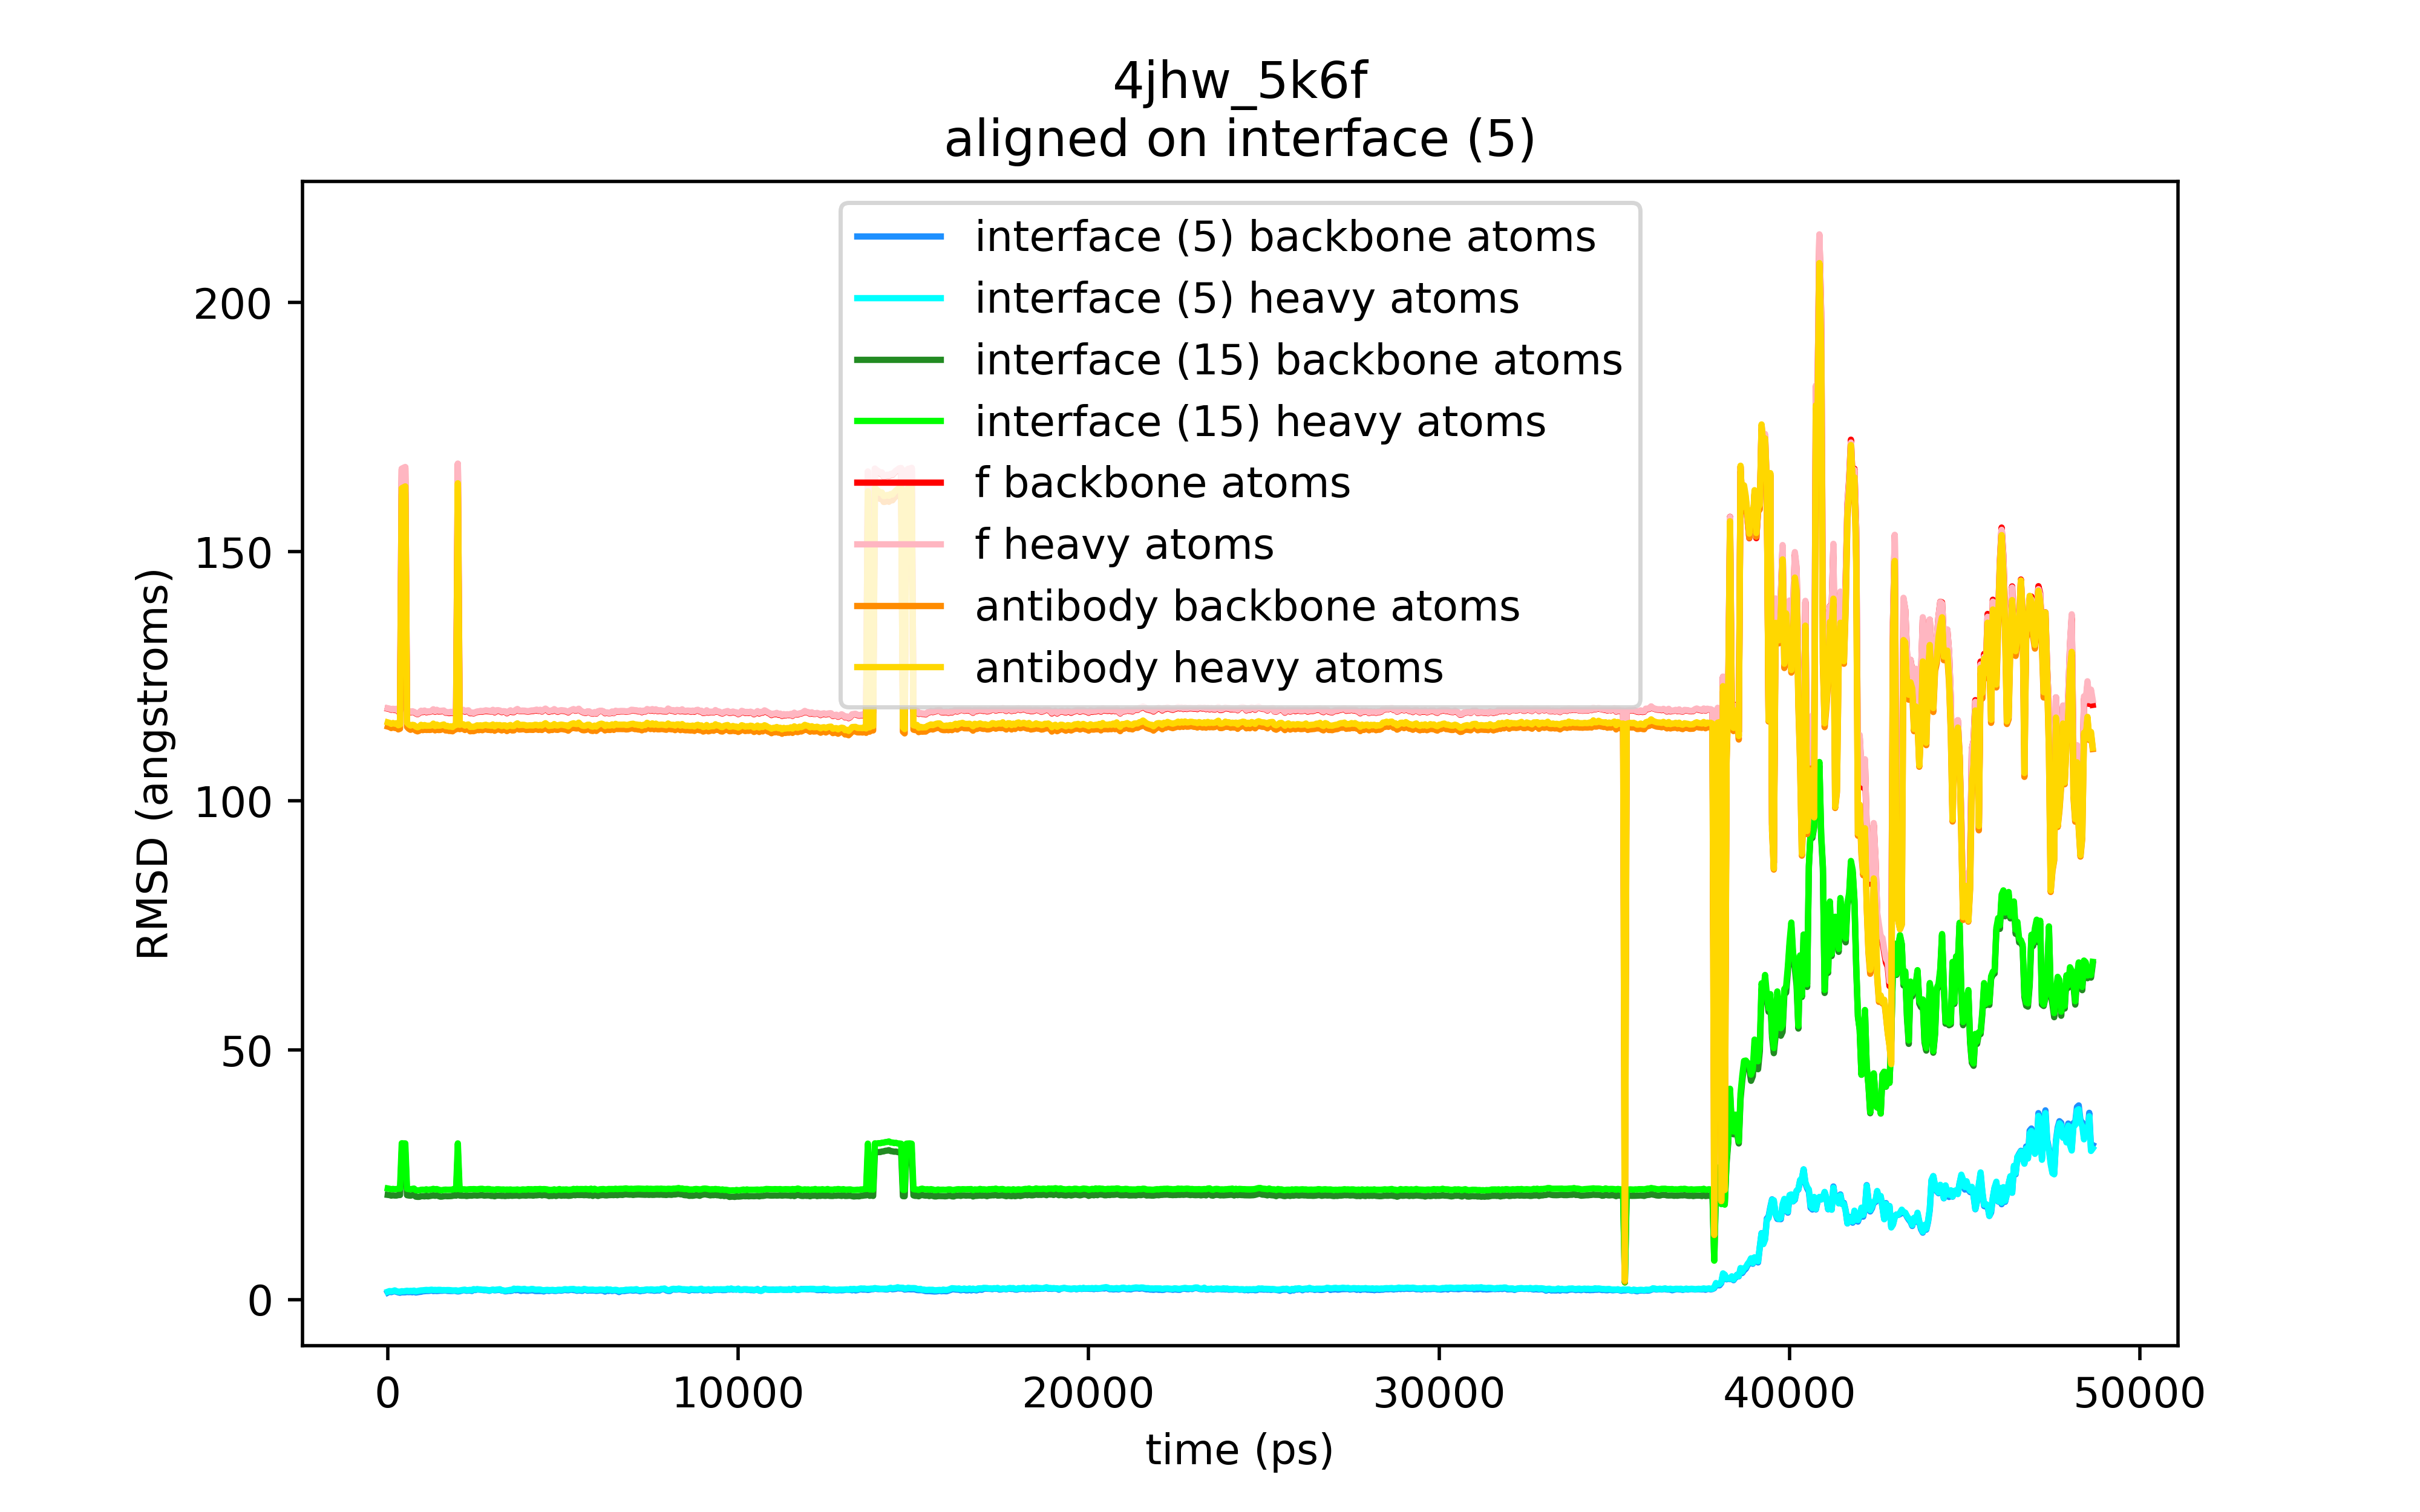 4jhw_5k6f
aligned on interface (5)
interface (5) backbone atoms
interface (5) heavy atoms
interface (15) backbone atoms
interface (15) heavy atoms
f backbone atoms
f heavy atoms
antibody backbone atoms
antibody heavy atoms
RMSD (angstroms)
200
150
100
50
0
0 10000 20000 30000 40000 50000
time (ps)